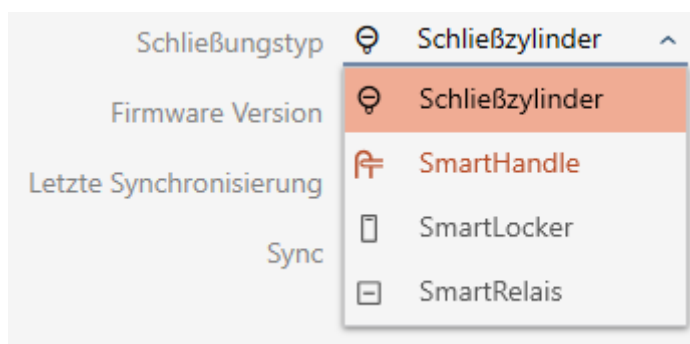 Schließungstyp Schließzylinder
Firmware Version Schließzylinder
SmartHandle
Letzte Synchronisierung
SmartLocker
Sync
SmartRelais